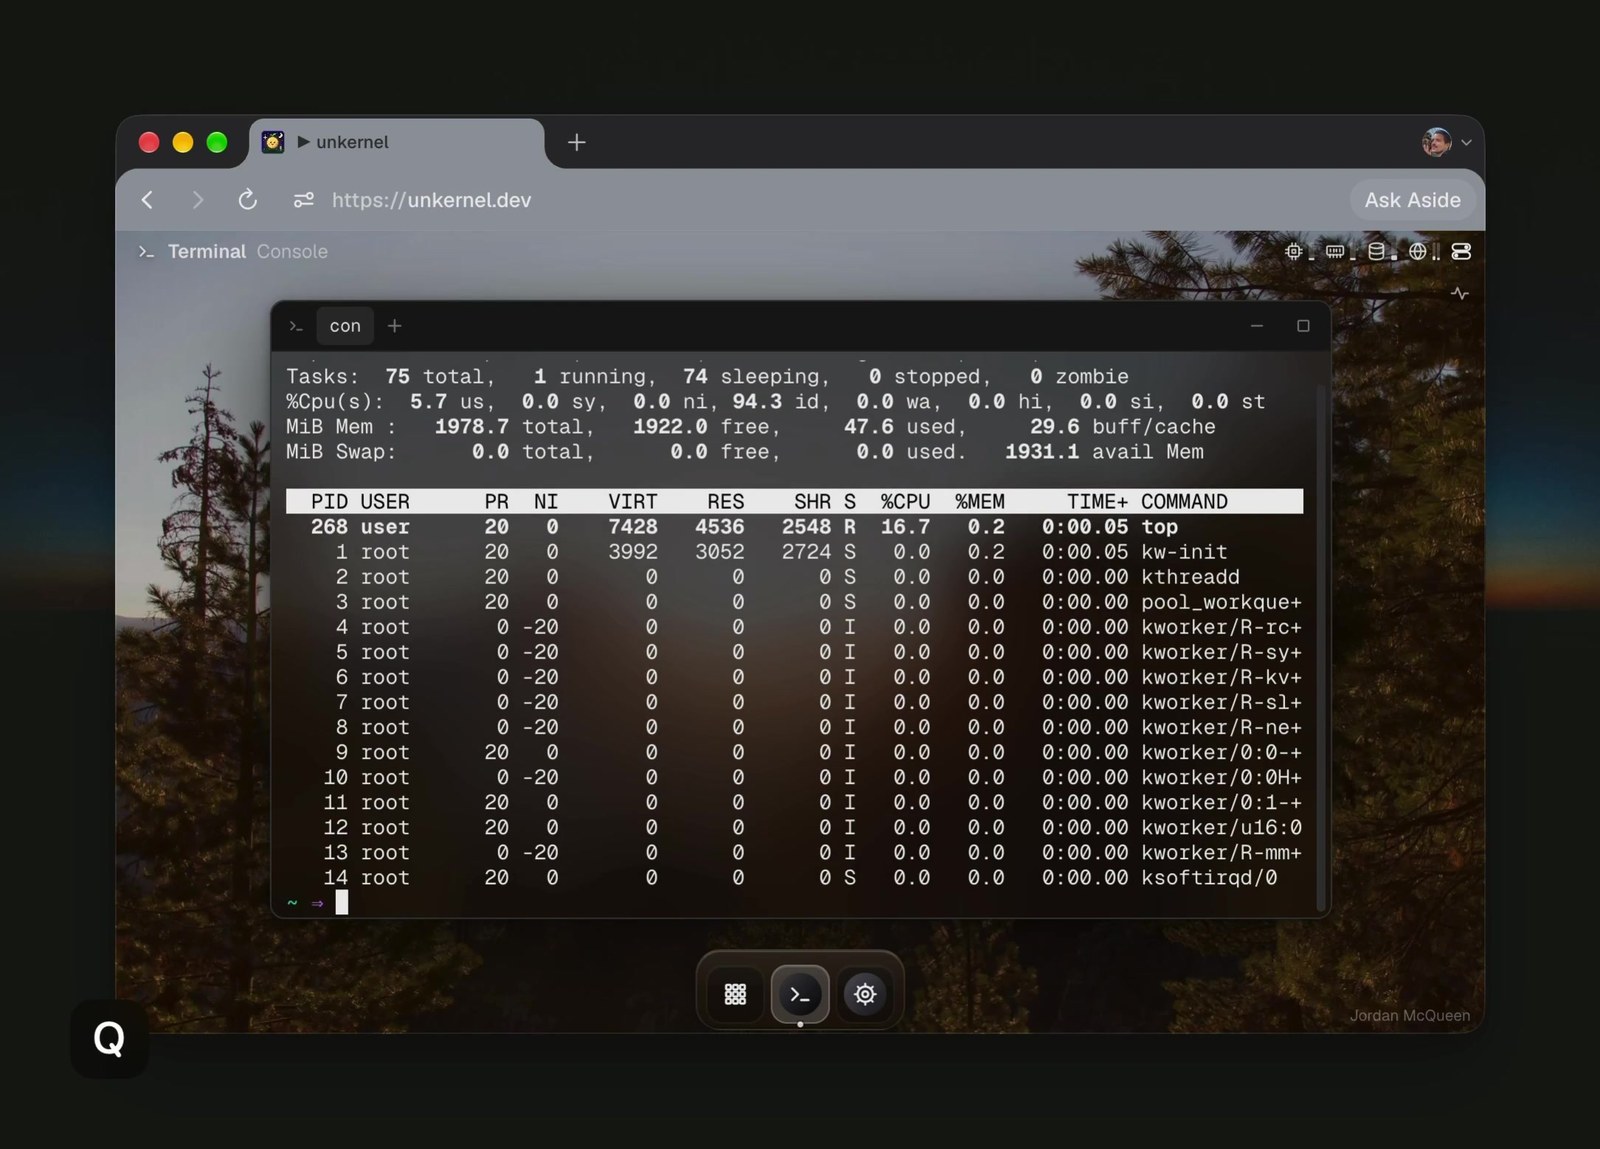 ▶ unkernel
https://unkernel.dev
Ask Aside
>_ Terminal Console
>_ con +
Tasks: 75 total, 1 running, 74 sleeping, 0 stopped, 0 zombie
%Cpu(s): 5.7 us, 0.0 sy, 0.0 ni, 94.3 id, 0.0 wa, 0.0 hi, 0.0 si, 0.0 st
MiB Mem : 1978.7 total, 1922.0 free, 47.6 used, 29.6 buff/cache
MiB Swap: 0.0 total, 0.0 free, 0.0 used. 1931.1 avail Mem
PID USER PR NI VIRT RES SHR S %CPU %MEM TIME+ COMMAND
268 user 20 0 7428 4536 2548 R 16.7 0.2 0:00.05 top
1 root 20 0 3992 3052 2724 S 0.0 0.2 0:00.05 kw-init
2 root 20 0 0 0 0 S 0.0 0.0 0:00.00 kthreadd
3 root 20 0 0 0 0 S 0.0 0.0 0:00.00 pool_workque+
4 root 0 -20 0 0 0 I 0.0 0.0 0:00.00 kworker/R-rc+
5 root 0 -20 0 0 0 I 0.0 0.0 0:00.00 kworker/R-sy+
6 root 0 -20 0 0 0 I 0.0 0.0 0:00.00 kworker/R-kv+
7 root 0 -20 0 0 0 I 0.0 0.0 0:00.00 kworker/R-sl+
8 root 0 -20 0 0 0 I 0.0 0.0 0:00.00 kworker/R-ne+
9 root 20 0 0 0 0 I 0.0 0.0 0:00.00 kworker/0:0-+
10 root 0 -20 0 0 0 I 0.0 0.0 0:00.00 kworker/0:0H+
11 root 20 0 0 0 0 I 0.0 0.0 0:00.00 kworker/0:1-+
12 root 20 0 0 0 0 I 0.0 0.0 0:00.00 kworker/u16:0
13 root 0 -20 0 0 0 I 0.0 0.0 0:00.00 kworker/R-mm+
14 root 20 0 0 0 0 S 0.0 0.0 0:00.00 ksoftirqd/0
~ ⇒
>_
Jordan McQueen
Q